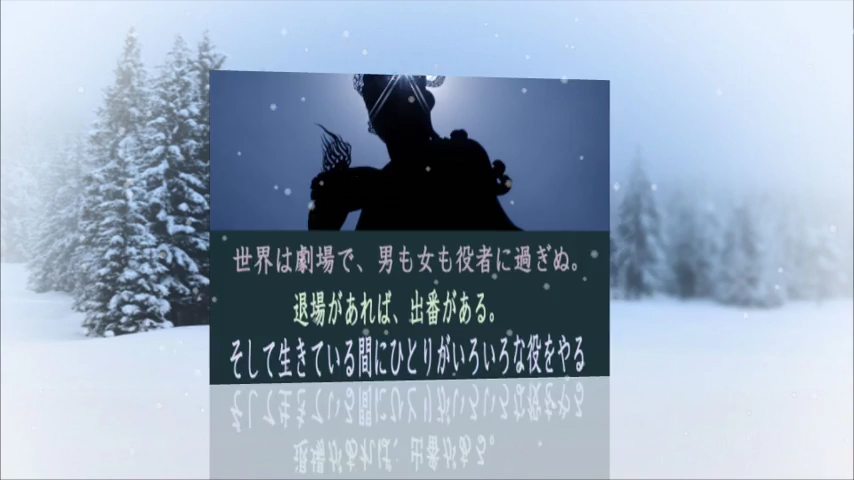 世界は劇場で、男も女も役者に過ぎぬ。
退場があれば、出番がある。
そして生きている間にひとりがいろいろな役をやる